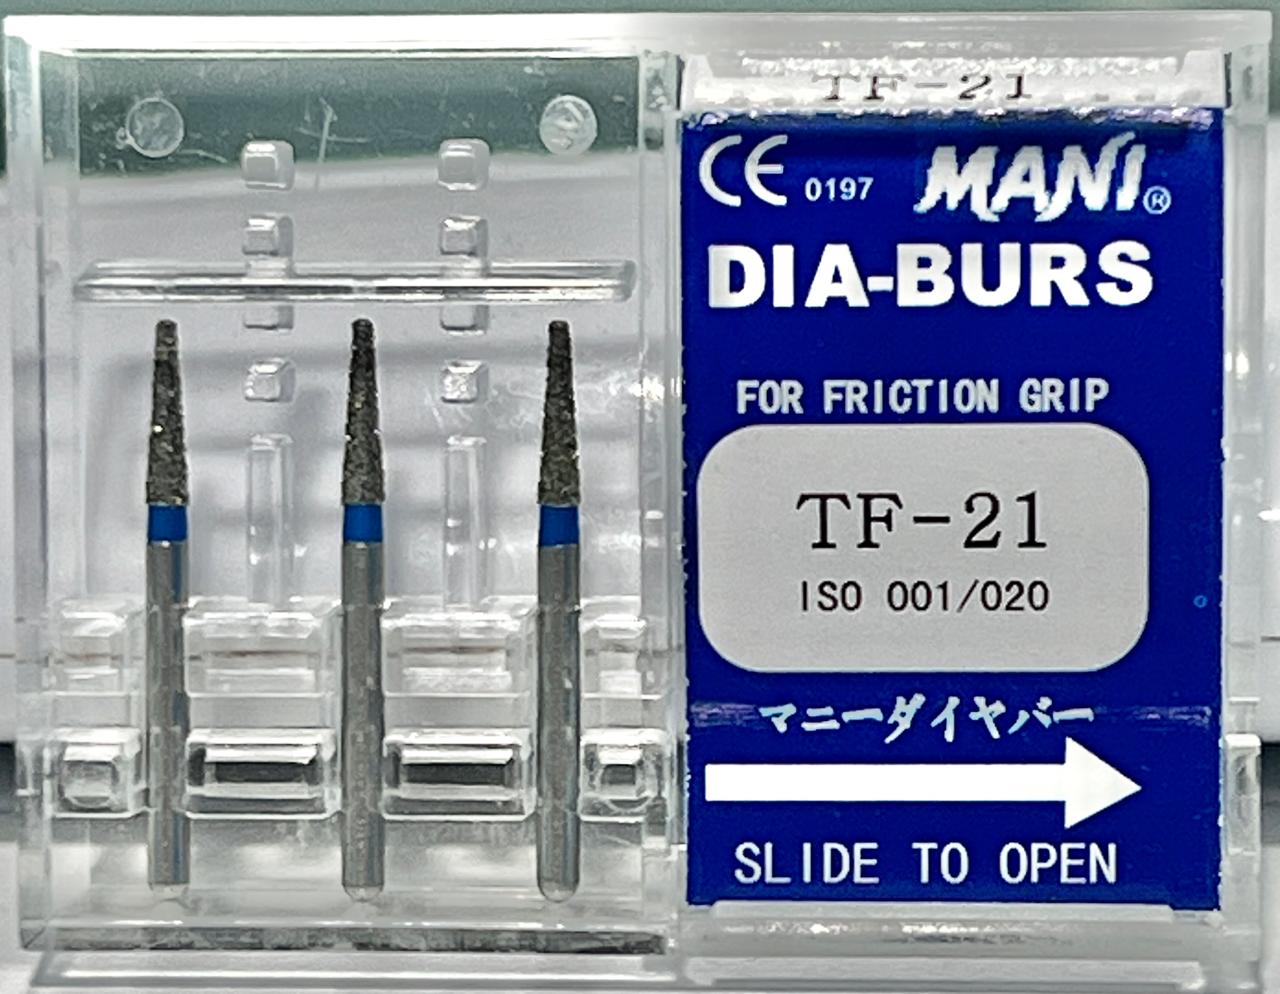 TF-21
CE 0197 MANI®
DIA-BURS
FOR FRICTION GRIP
TF-21
ISO 001/020
マニーダイヤバー
SLIDE TO OPEN